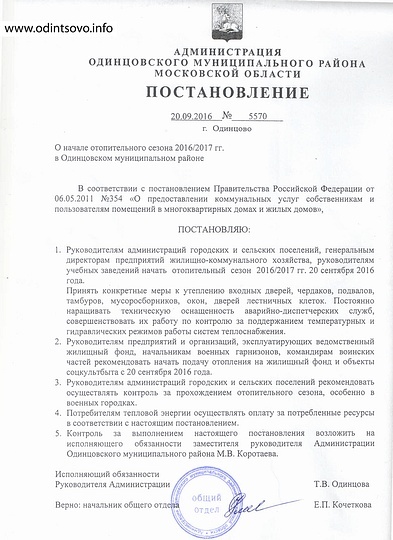 www.odintsovo.info
АДМИНИСТРАЦИЯ
ОДИНЦОВСКОГО МУНИЦИПАЛЬНОГО РАЙОНА
МОСКОВСКОЙ ОБЛАСТИ
ПОСТАНОВЛЕНИЕ
20.09.2016 № 5570
г. Одинцово
О начале отопительного сезона 2016/2017 гг.
в Одинцовском муниципальном районе
В соответствии с постановлением Правительства Российской Федерации от
06.05.2011 №354 «О предоставлении коммунальных услуг собственникам и
пользователям помещений в многоквартирных домах и жилых домов»,
ПОСТАНОВЛЯЮ:
1. Руководителям администраций городских и сельских поселений, генеральным
директорам предприятий жилищно-коммунального хозяйства, руководителям
учебных заведений начать отопительный сезон 2016/2017 гг. 20 сентября 2016
года.
Принять конкретные меры к утеплению входных дверей, чердаков, подвалов,
тамбуров, мусоросборников, окон, дверей лестничных клеток. Постоянно
наращивать техническую оснащенность аварийно-диспетчерских служб,
совершенствовать их работу по контролю за поддержанием температурных и
гидравлических режимов работы систем теплоснабжения.
2. Руководителям предприятий и организаций, эксплуатирующих ведомственный
жилищный фонд, начальникам военных гарнизонов, командирам воинских
частей рекомендовать начать подачу отопления на жилищный фонд и объекты
соцкультбыта с 20 сентября 2016 года.
3. Руководителям администраций городских и сельских поселений рекомендовать
осуществлять контроль за прохождением отопительного сезона, особенно в
военных городках.
4. Потребителям тепловой энергии осуществлять оплату за потребленные ресурсы
в соответствии с настоящим постановлением.
5. Контроль за выполнением настоящего постановления возложить на
исполняющего обязанности заместителя руководителя Администрации
Одинцовского муниципального района М.В. Коротаева.
Исполняющий обязанности
Руководителя Администрации Т.В. Одинцова
Верно: начальник общего отдела Е.П. Кочеткова
общий
отдел